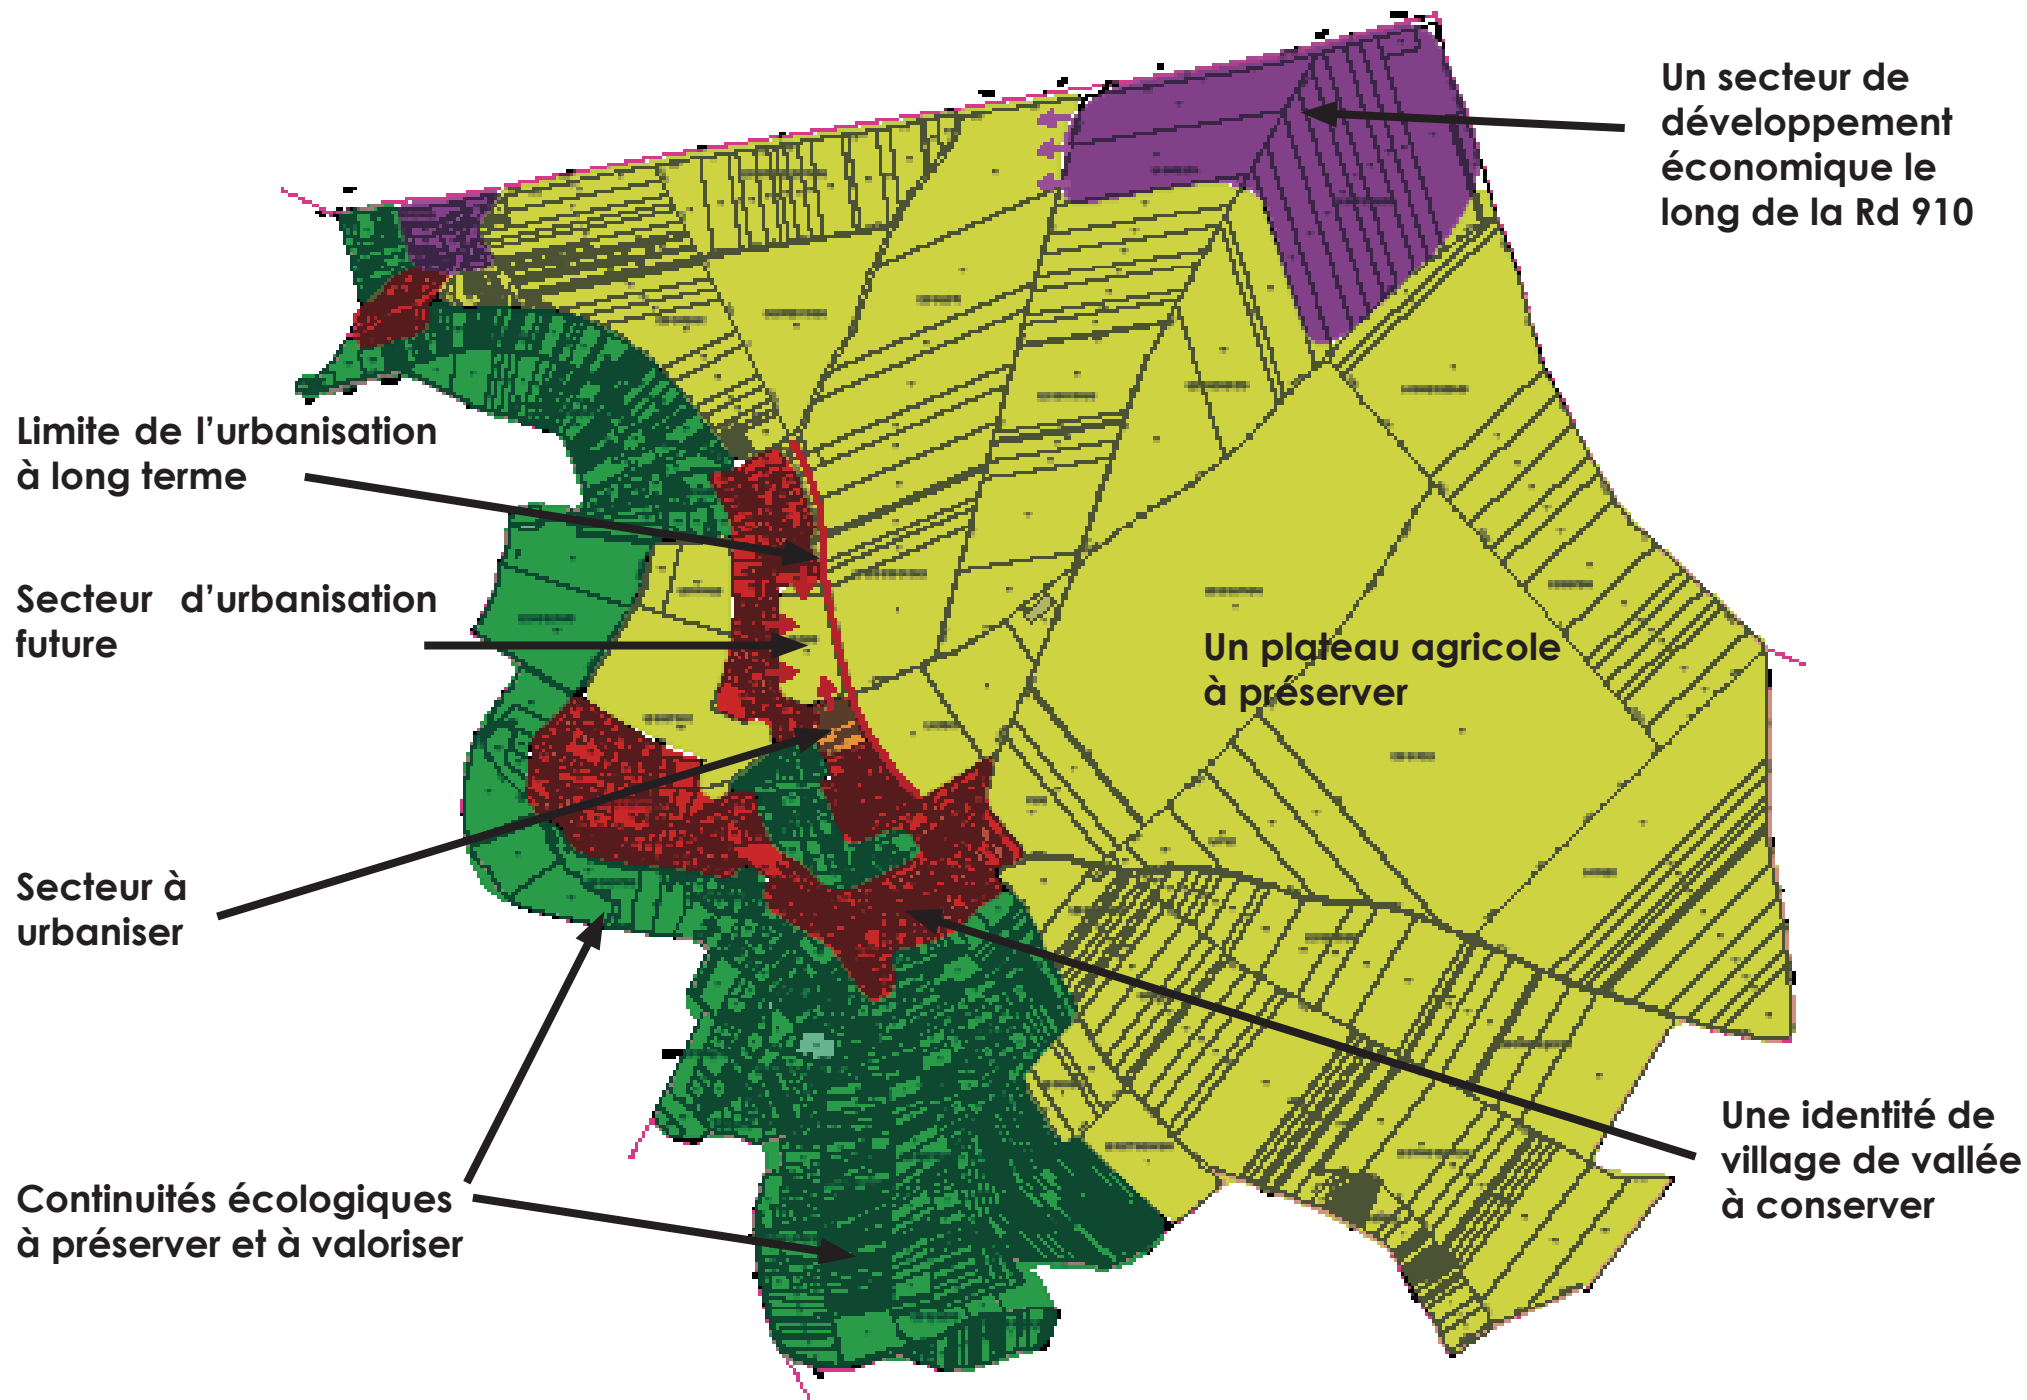 Un secteur de
développement
économique le
long de la Rd 910
Limite de l'urbanisation
à long terme
Secteur d'urbanisation
future
Un plateau agricole
à préserver
Secteur à
urbaniser
Une identité de
village de vallée
à conserver
Continuités écologiques
à préserver et à valoriser